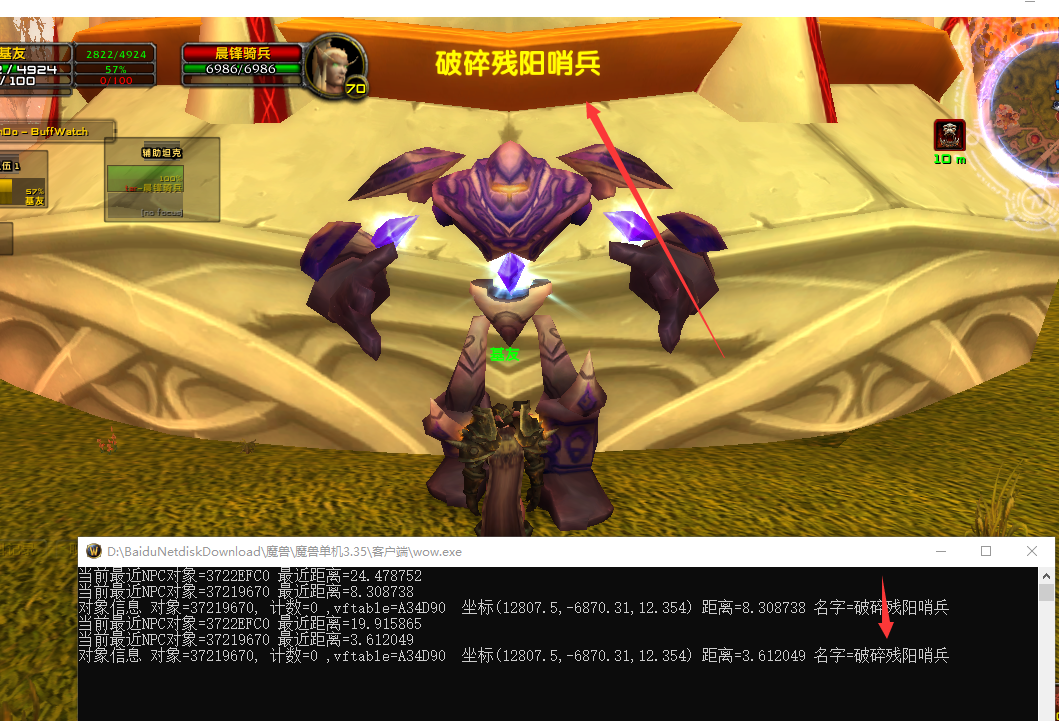 基友
2822/4924
57%
0/100
晨锋骑兵
6986/6986
70
破碎残阳哨兵
- BuffWatch
10 m
辅助坦克
100%
晨锋骑兵
[no focus]
57%
基友
基友
D:\BaiduNetdiskDownload\魔兽\魔兽单机3.35\客户端\wow.exe
当前最近NPC对象=3722EFC0 最近距离=24.478752
当前最近NPC对象=37219670 最近距离=8.308738
对象信息 对象=37219670, 计数=0 ,vftable=A34D90 坐标(12807.5,-6870.31,12.354) 距离=8.308738 名字=破碎残阳哨兵
当前最近NPC对象=3722EFC0 最近距离=19.915865
当前最近NPC对象=37219670 最近距离=3.612049
对象信息 对象=37219670, 计数=0 ,vftable=A34D90 坐标(12807.5,-6870.31,12.354) 距离=3.612049 名字=破碎残阳哨兵